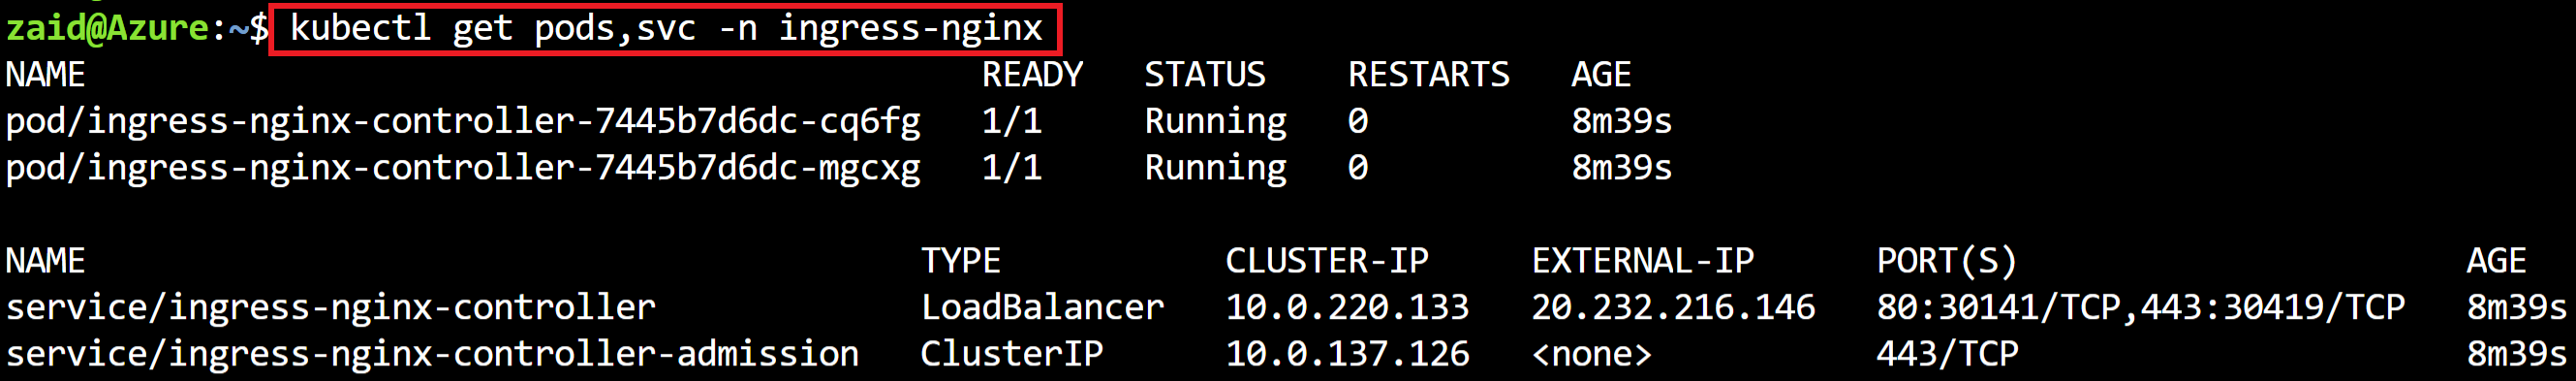 zaid@Azure:~$ kubectl get pods,svc -n ingress-nginx
NAME READY STATUS RESTARTS AGE
pod/ingress-nginx-controller-7445b7d6dc-cq6fg 1/1 Running 0 8m39s
pod/ingress-nginx-controller-7445b7d6dc-mgcxg 1/1 Running 0 8m39s
NAME TYPE CLUSTER-IP EXTERNAL-IP PORT(S) AGE
service/ingress-nginx-controller LoadBalancer 10.0.220.133 20.232.216.146 80:30141/TCP,443:30419/TCP 8m39s
service/ingress-nginx-controller-admission ClusterIP 10.0.137.126 <none> 443/TCP 8m39s